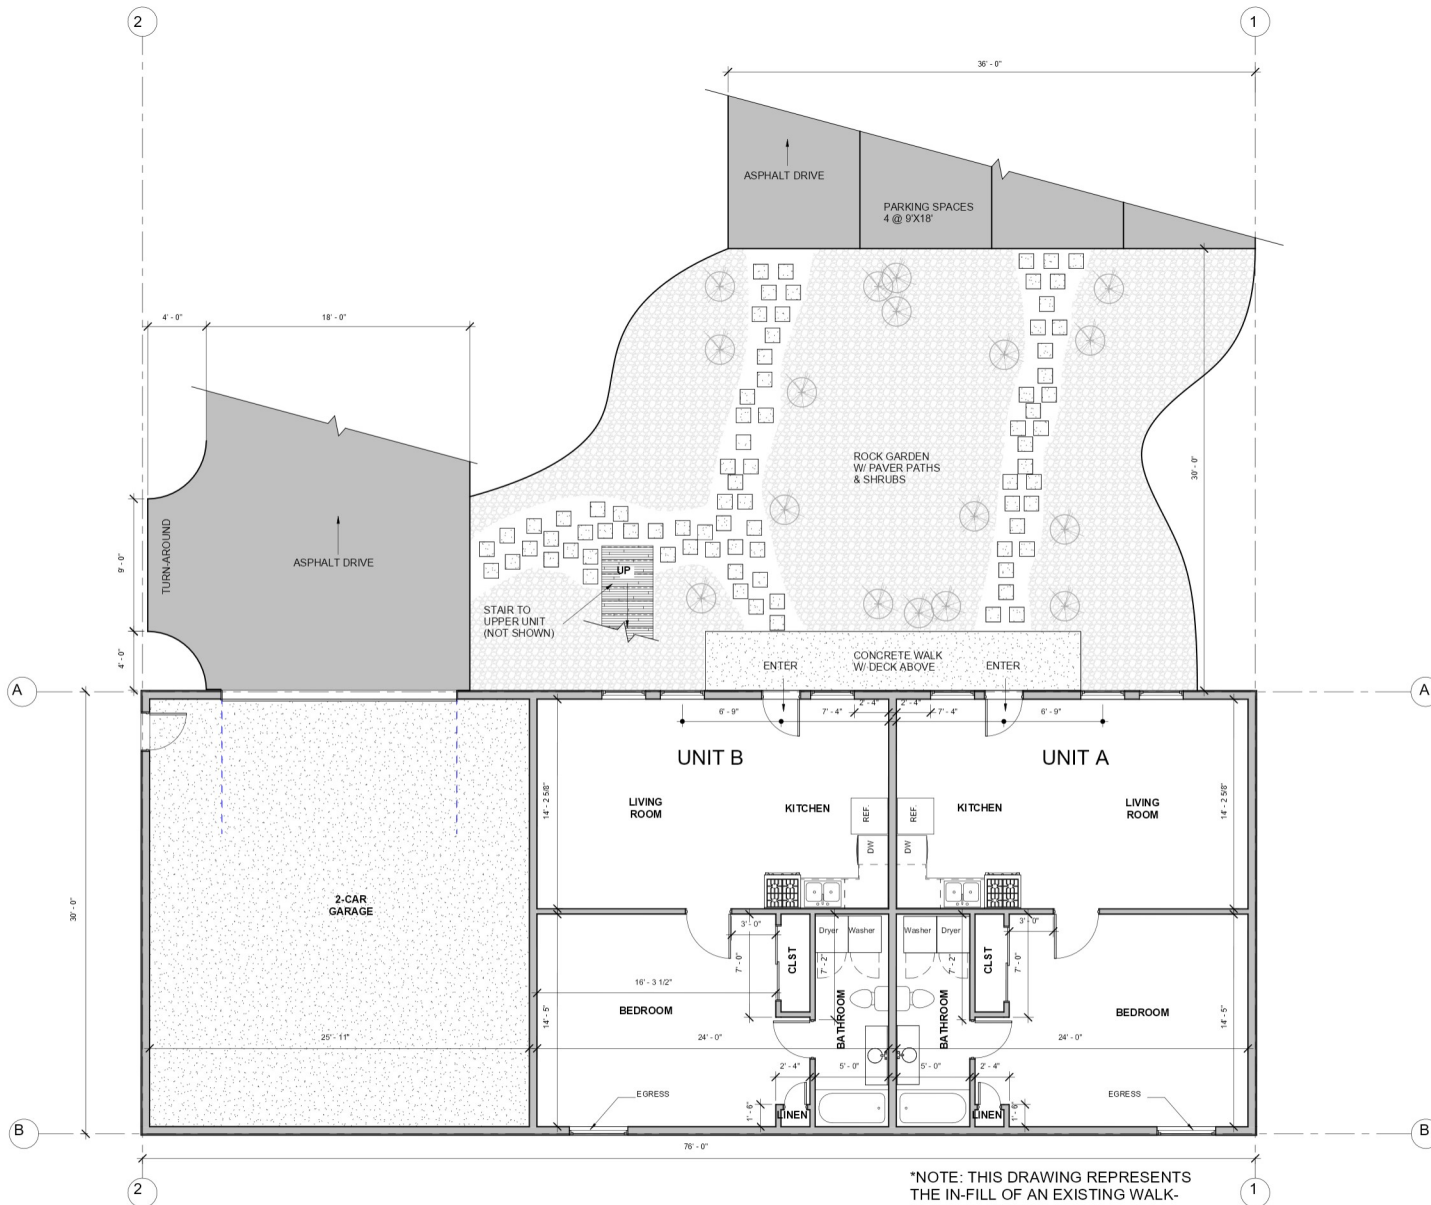 2
1
36' - 0"
ASPHALT DRIVE
PARKING SPACES
4 @ 9'X18'
4' - 0"
18' - 0"
ROCK GARDEN
W/ PAVER PATHS
& SHRUBS
30' - 0"
TURN-AROUND
9' - 0"
ASPHALT DRIVE
UP
STAIR TO
UPPER UNIT
(NOT SHOWN)
4' - 0"
CONCRETE WALK
W/ DECK ABOVE
ENTER
ENTER
A
A
6' - 9"
7' - 4"
2' - 4"
2' - 4"
7' - 4"
6' - 9"
UNIT B
UNIT A
14' - 2 5/8"
LIVING
ROOM
KITCHEN
REF.
REF.
KITCHEN
LIVING
ROOM
14' - 2 5/8"
DW
DW
2-CAR
GARAGE
30' - 0"
3' - 0"
CLST
Dryer
Washer
Washer
Dryer
CLST
3' - 0"
7' - 0"
7' - 2"
7' - 2"
7' - 0"
16' - 3 1/2"
BEDROOM
14' - 5"
BATHROOM
BATHROOM
BEDROOM
14' - 5"
25' - 11"
24' - 0"
24' - 0"
2' - 4"
5' - 0"
5' - 0"
2' - 4"
EGRESS
1' - 6"
LINEN
LINEN
1' - 6"
EGRESS
B
B
76' - 0"
2
1
*NOTE: THIS DRAWING REPRESENTS
THE IN-FILL OF AN EXISTING WALK-